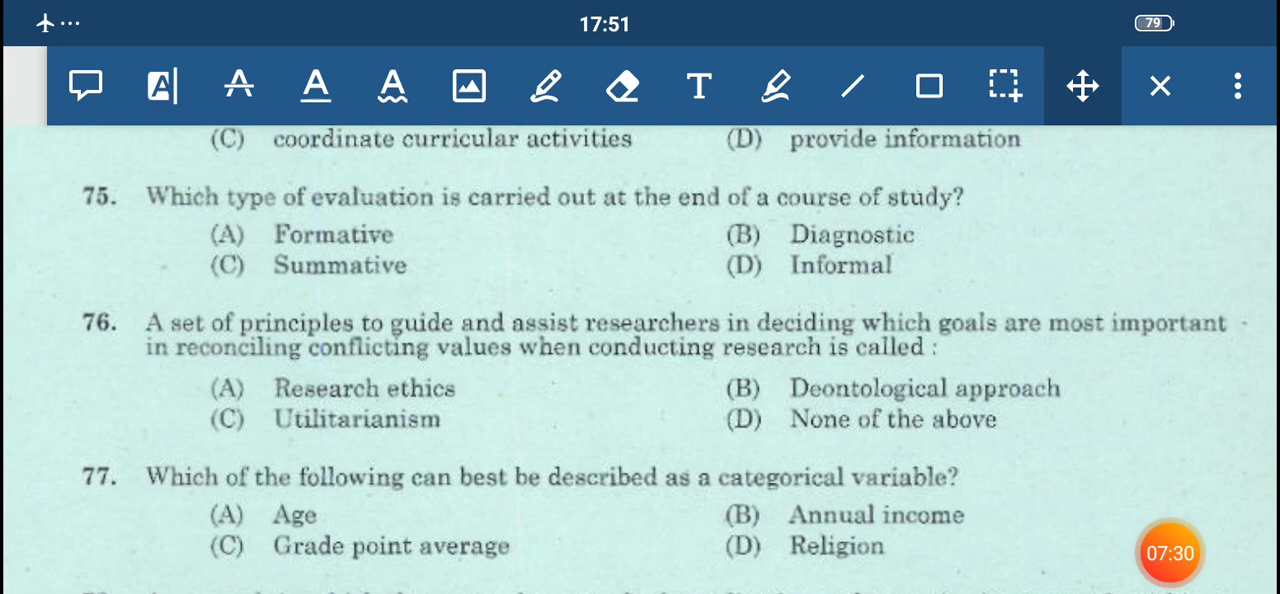 17:51
79
(C) coordinate curricular activities (D) provide information
75. Which type of evaluation is carried out at the end of a course of study?
(A) Formative (B) Diagnostic
(C) Summative (D) Informal
76. A set of principles to guide and assist researchers in deciding which goals are most important
in reconciling conflicting values when conducting research is called :
(A) Research ethics (B) Deontological approach
(C) Utilitarianism (D) None of the above
77. Which of the following can best be described as a categorical variable?
(A) Age (B) Annual income
(C) Grade point average (D) Religion
07:30